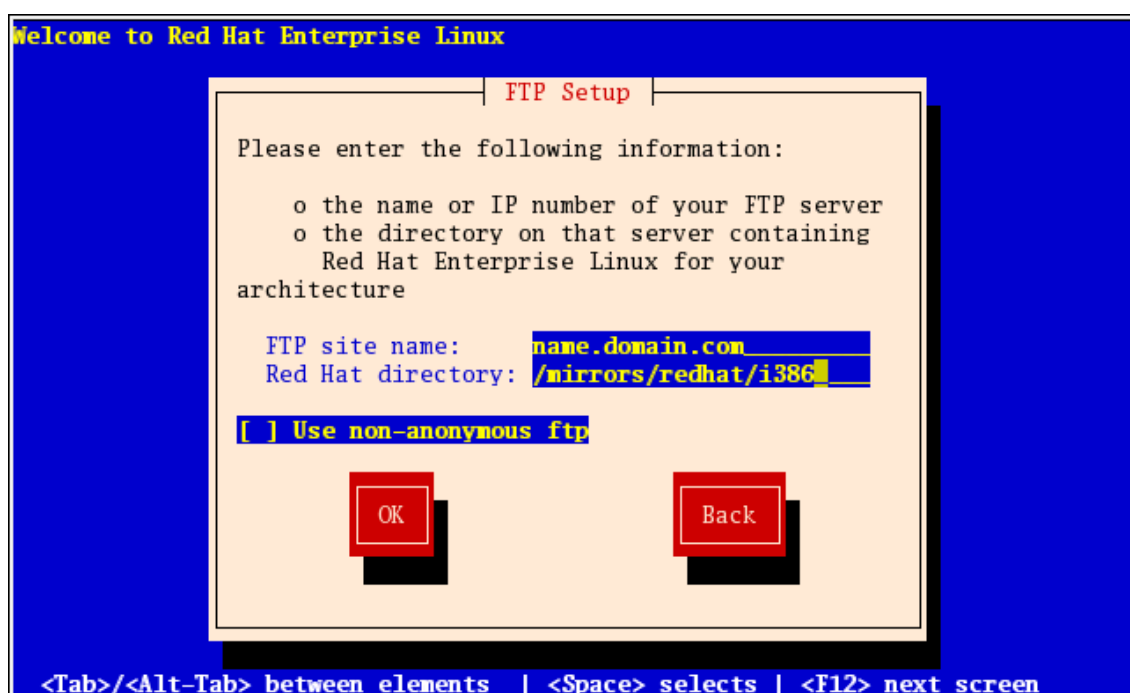 Welcome to Red Hat Enterprise Linux
FTP Setup
Please enter the following information:
o the name or IP number of your FTP server
o the directory on that server containing
Red Hat Enterprise Linux for your
architecture
FTP site name: name.domain.com
Red Hat directory: /mirrors/redhat/i386
[ ] Use non-anonymous ftp
OK Back
<Tab>/<Alt-Tab> between elements | <Space> selects | <F12> next screen